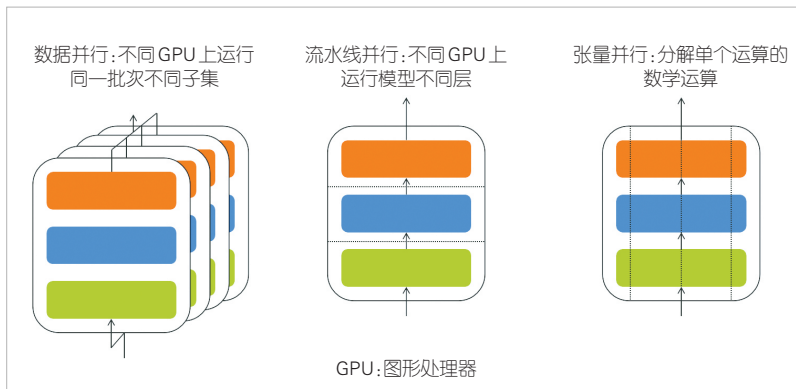 数据并行：不同GPU上运行
同一批次不同子集
流水线并行：不同GPU上
运行模型不同层
张量并行：分解单个运算的
数学运算
GPU：图形处理器